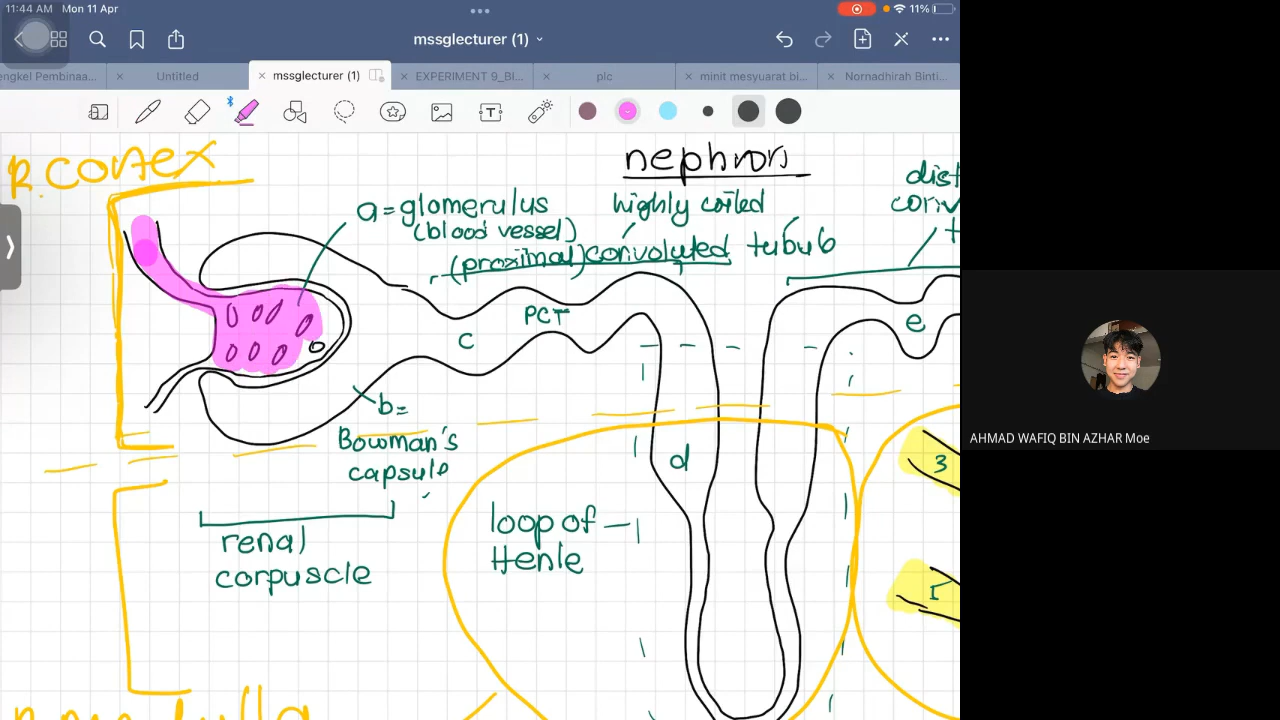 11:44 AM Mon 11 Apr
11%
mssglecturer (1)
engkel Pembinaa...
Untitled
mssglecturer (1)
EXPERIMENT 9_BI...
plc
minit mesyuarat bi...
Nornadhirah Binti...
R. cortex
nephron
a = glomerulus
(blood vessel)
highly coiled
dist
conv
t
(proximal) convoluted tubule
PCT
c
e
b =
Bowman's
capsule
d
3
loop of
Henle
renal
corpuscle
AHMAD WAFIQ BIN AZHAR Moe